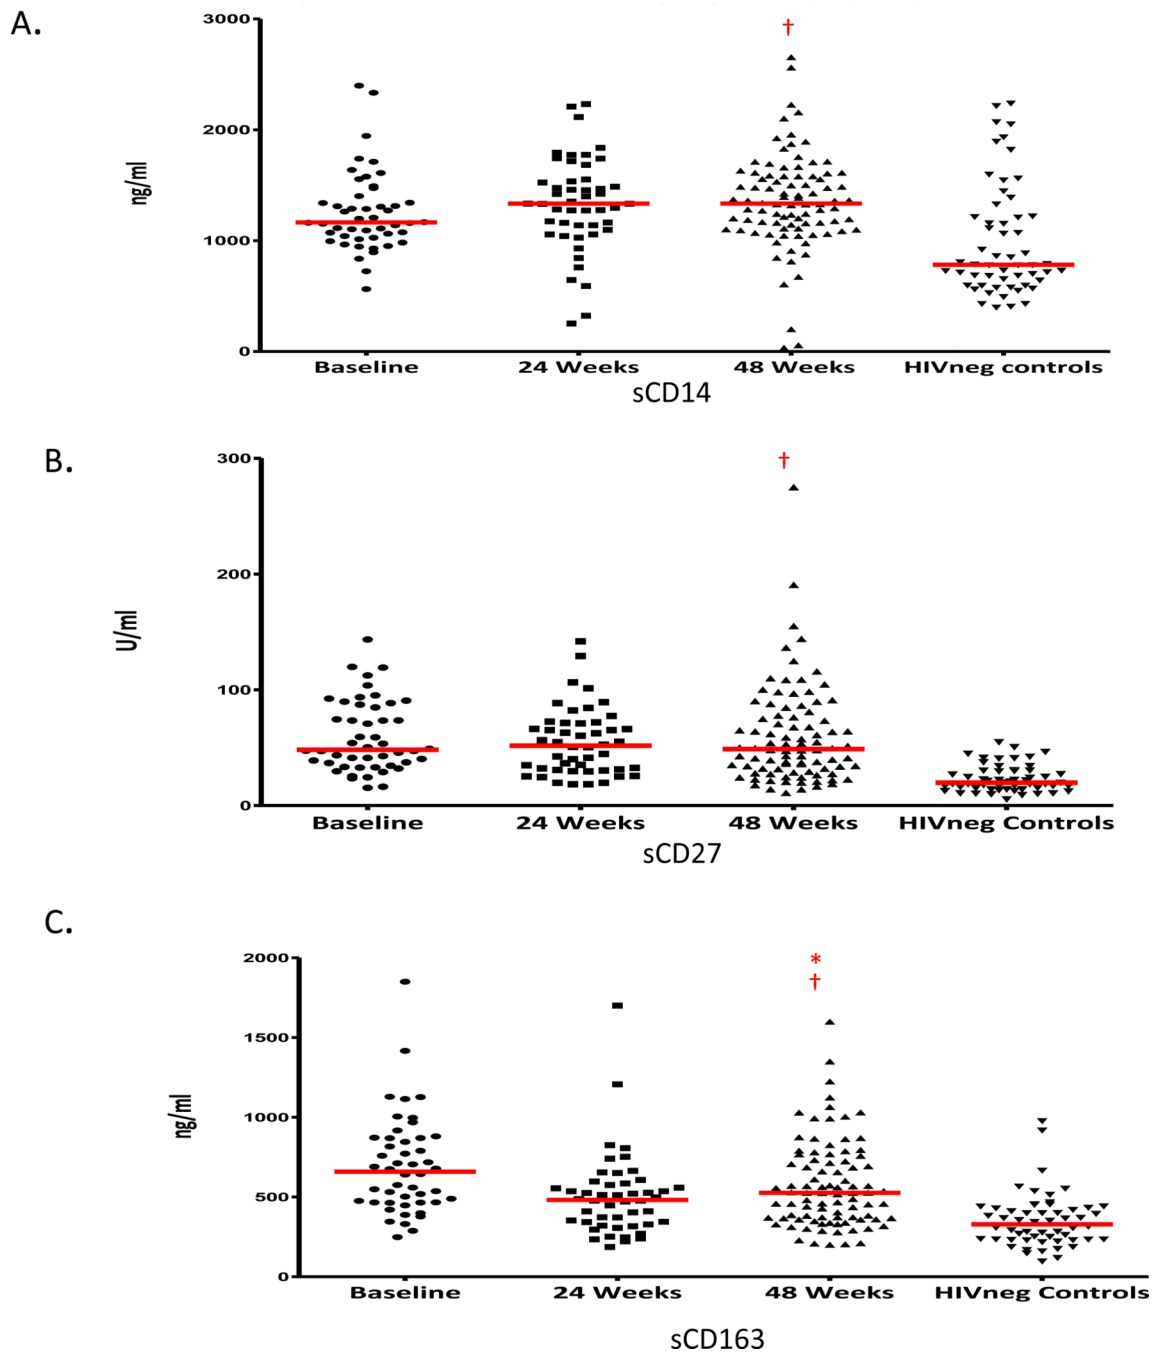 A.
†
3000
2000
1000
0
ng/ml
Baseline 24 Weeks 48 Weeks HIVneg controls
sCD14
B.
†
300
200
100
0
U/ml
Baseline 24 Weeks 48 Weeks HIVneg Controls
sCD27
C.
*
†
2000
1500
1000
500
0
ng/ml
Baseline 24 Weeks 48 Weeks HIVneg Controls
sCD163